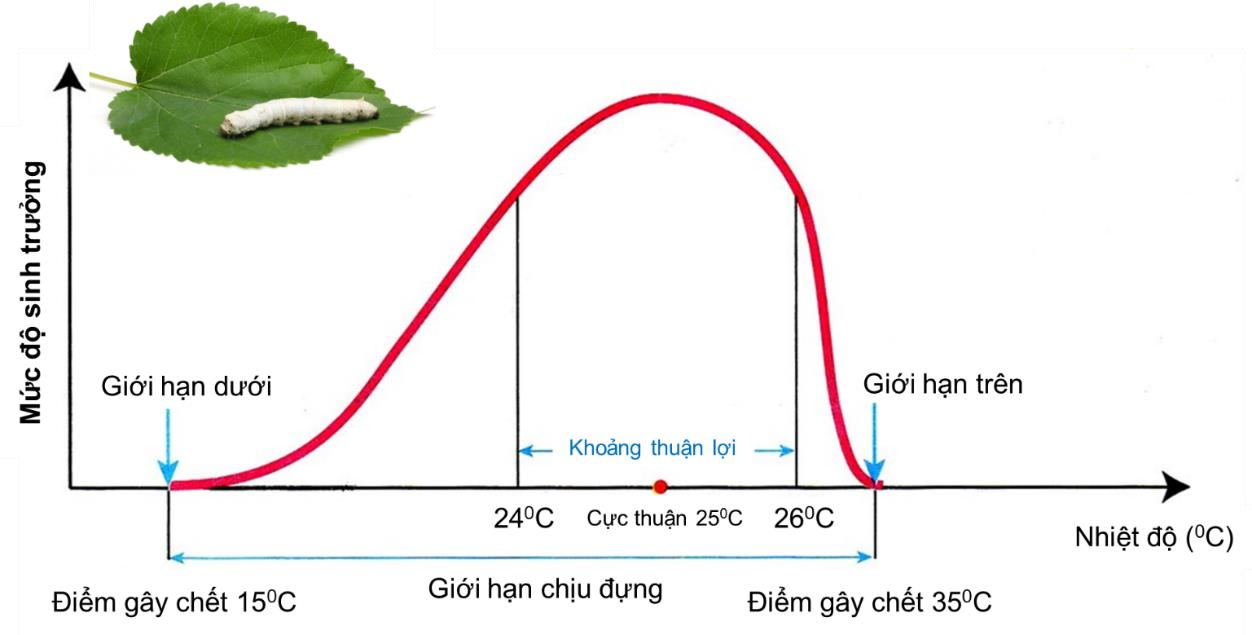 Mức độ sinh trưởng
Giới hạn dưới
Giới hạn trên
Khoảng thuận lợi
24⁰C
Cực thuận 25⁰C
26⁰C
Nhiệt độ (⁰C)
Giới hạn chịu đựng
Điểm gây chết 15⁰C
Điểm gây chết 35⁰C